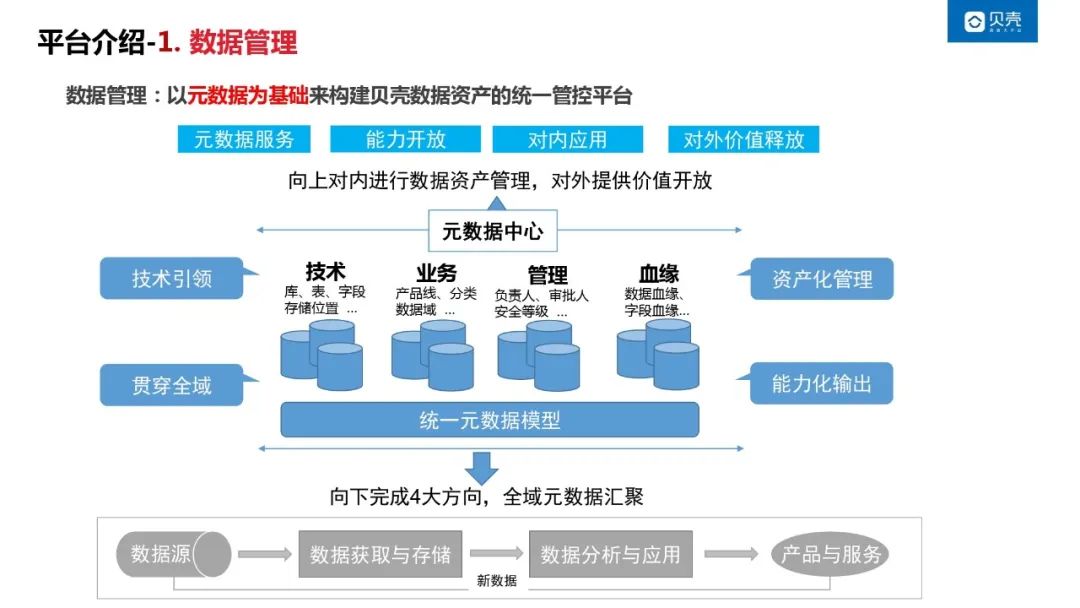 贝壳
平台介绍-1. 数据管理
数据管理：以元数据为基础来构建贝壳数据资产的统一管控平台
元数据服务
能力开放
对内应用
对外价值释放
向上对内进行数据资产管理，对外提供价值开放
元数据中心
技术引领
技术
库、表、字段
存储位置 ...
业务
产品线、分类
数据域 ...
管理
负责人、审批人
安全等级 ...
血缘
数据血缘、
字段血缘...
资产化管理
贯穿全域
能力化输出
统一元数据模型
向下完成4大方向，全域元数据汇聚
数据源
数据获取与存储
数据分析与应用
产品与服务
新数据